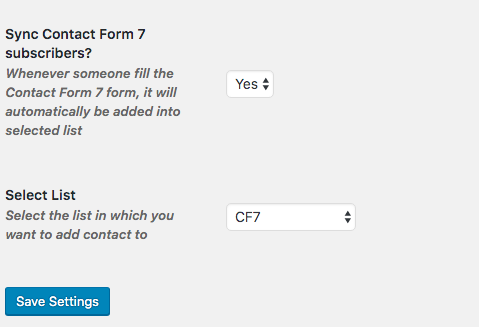 Sync Contact Form 7
subscribers?
Whenever someone fill the
Contact Form 7 form, it will
automatically be added into
selected list
Yes
Select List
Select the list in which you
want to add contact to
CF7
Save Settings